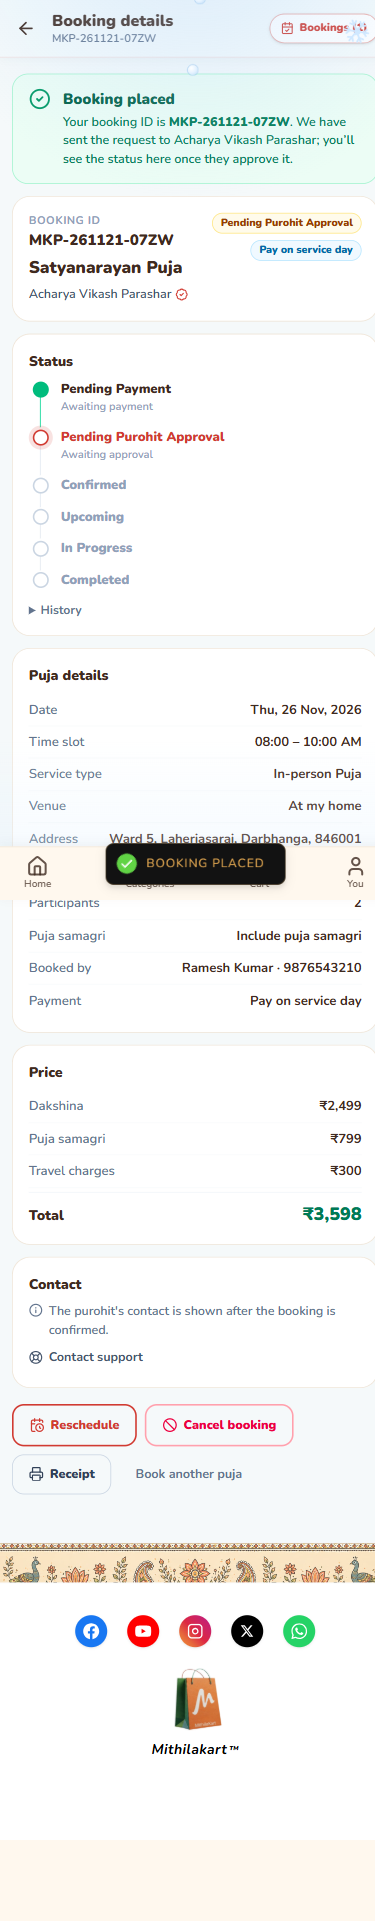 Booking details
MKP-261121-07ZW
Bookings
Booking placed
Your booking ID is MKP-261121-07ZW. We have
sent the request to Acharya Vikash Parashar; you'll
see the status here once they approve it.
BOOKING ID
Pending Purohit Approval
MKP-261121-07ZW
Pay on service day
Satyanarayan Puja
Acharya Vikash Parashar
Status
Pending Payment
Awaiting payment
Pending Purohit Approval
Awaiting approval
Confirmed
Upcoming
In Progress
Completed
History
Puja details
Date Thu, 26 Nov, 2026
Time slot 08:00 – 10:00 AM
Service type In-person Puja
Venue At my home
Address Ward 5, Laheriasarai, Darbhanga, 846001
BOOKING PLACED
Home Categories Cart You
Participants 2
Puja samagri Include puja samagri
Booked by Ramesh Kumar · 9876543210
Payment Pay on service day
Price
Dakshina ₹2,499
Puja samagri ₹799
Travel charges ₹300
Total ₹3,598
Contact
The purohit's contact is shown after the booking is
confirmed.
Contact support
Reschedule
Cancel booking
Receipt
Book another puja
Mithilakart™